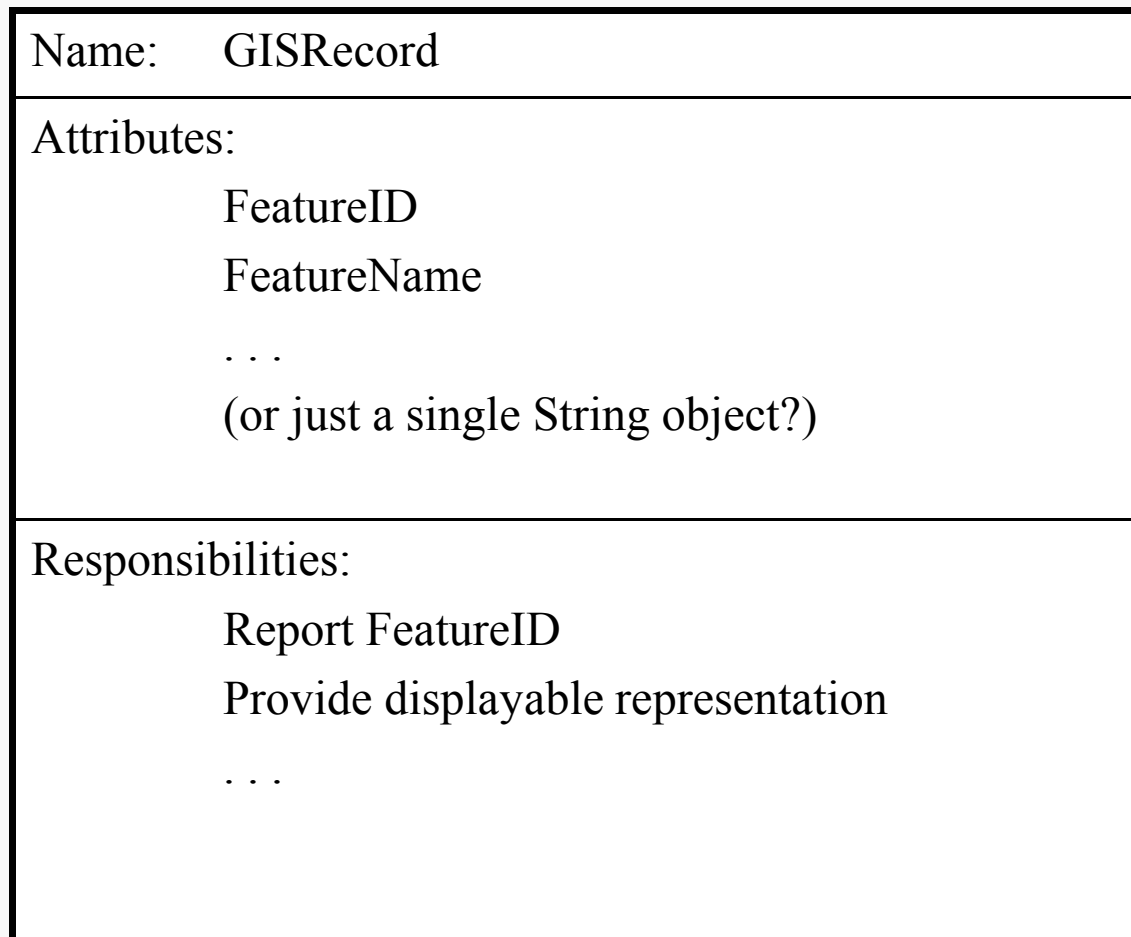 Name: GISRecord
Attributes:
FeatureID
FeatureName
. . .
(or just a single String object?)
Responsibilities:
Report FeatureID
Provide displayable representation
. . .